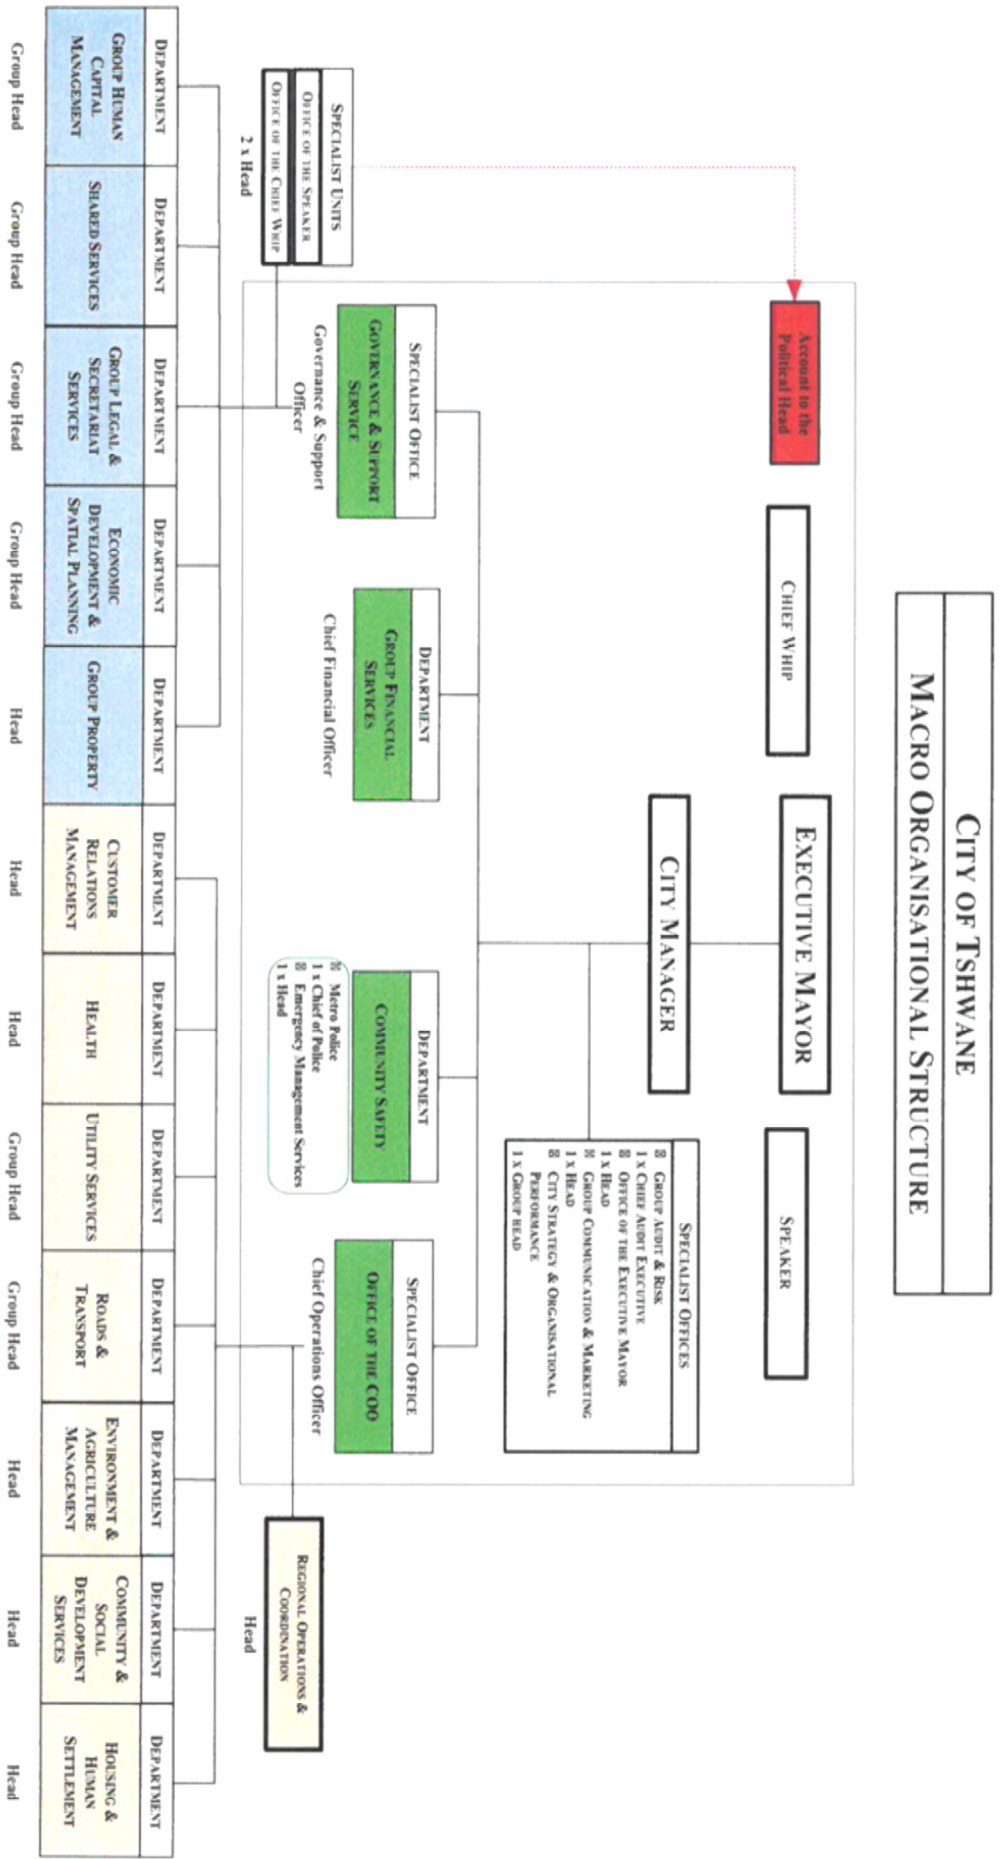 CITY OF TSHWANE
MACRO ORGANISATIONAL STRUCTURE
Account to the
Political Head
CHIEF WHIP
EXECUTIVE MAYOR
SPEAKER
CITY MANAGER
SPECIALIST OFFICES
GROUP AUDIT & RISK
1 X CHIEF AUDIT EXECUTIVE
OFFICE OF THE EXECUTIVE MAYOR
1 X HEAD
GROUP COMMUNICATION & MARKETING
1 X HEAD
CITY STRATEGY & ORGANISATIONAL
PERFORMANCE
1 X GROUP HEAD
SPECIALIST UNITS
OFFICE OF THE SPEAKER
OFFICE OF THE CHIEF WHIP
2 x Head
SPECIALIST OFFICE
GOVERNANCE & SUPPORT
SERVICE
Governance & Support
Officer
DEPARTMENT
GROUP FINANCIAL
SERVICES
Chief Financial Officer
DEPARTMENT
COMMUNITY SAFETY
Metro Police
1 x Chief of Police
Emergency Management Services
1 x Head
SPECIALIST OFFICE
OFFICE OF THE COO
Chief Operations Officer
REGIONAL OPERATIONS &
COORDINATION
Head
DEPARTMENT
GROUP HUMAN
CAPITAL
MANAGEMENT
Group Head
DEPARTMENT
SHARED SERVICES
Group Head
DEPARTMENT
GROUP LEGAL &
SECRETARIAT
SERVICES
Group Head
DEPARTMENT
ECONOMIC
DEVELOPMENT &
SPATIAL PLANNING
Group Head
DEPARTMENT
GROUP PROPERTY
Head
DEPARTMENT
CUSTOMER
RELATIONS
MANAGEMENT
Head
DEPARTMENT
HEALTH
Head
DEPARTMENT
UTILITY SERVICES
Group Head
DEPARTMENT
ROADS &
TRANSPORT
Group Head
DEPARTMENT
ENVIRONMENT &
AGRICULTURE
MANAGEMENT
Head
DEPARTMENT
COMMUNITY &
SOCIAL
DEVELOPMENT
SERVICES
Head
DEPARTMENT
HOUSING &
HUMAN
SETTLEMENT
Head